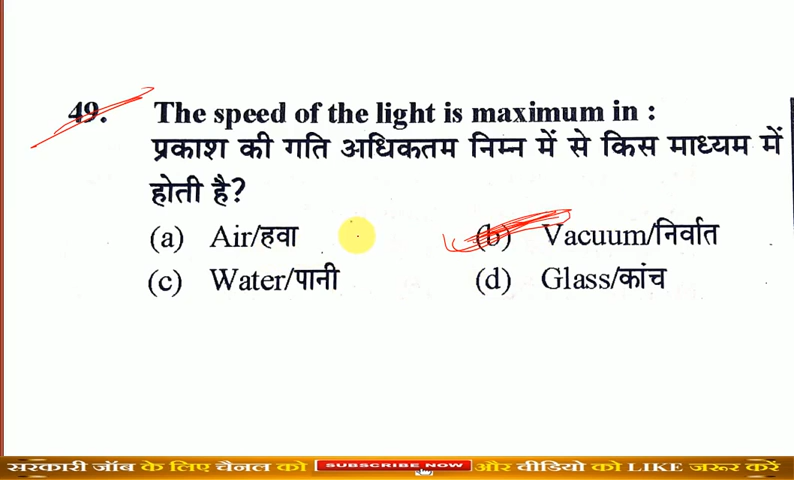 49. The speed of the light is maximum in :
प्रकाश की गति अधिकतम निम्न में से किस माध्यम में
होती है?
(a) Air/हवा (b) Vacuum/निर्वात
(c) Water/पानी (d) Glass/कांच
सरकारी जॉब के लिए चैनल को SUBSCRIBE NOW और वीडियो को LIKE जरूर करें